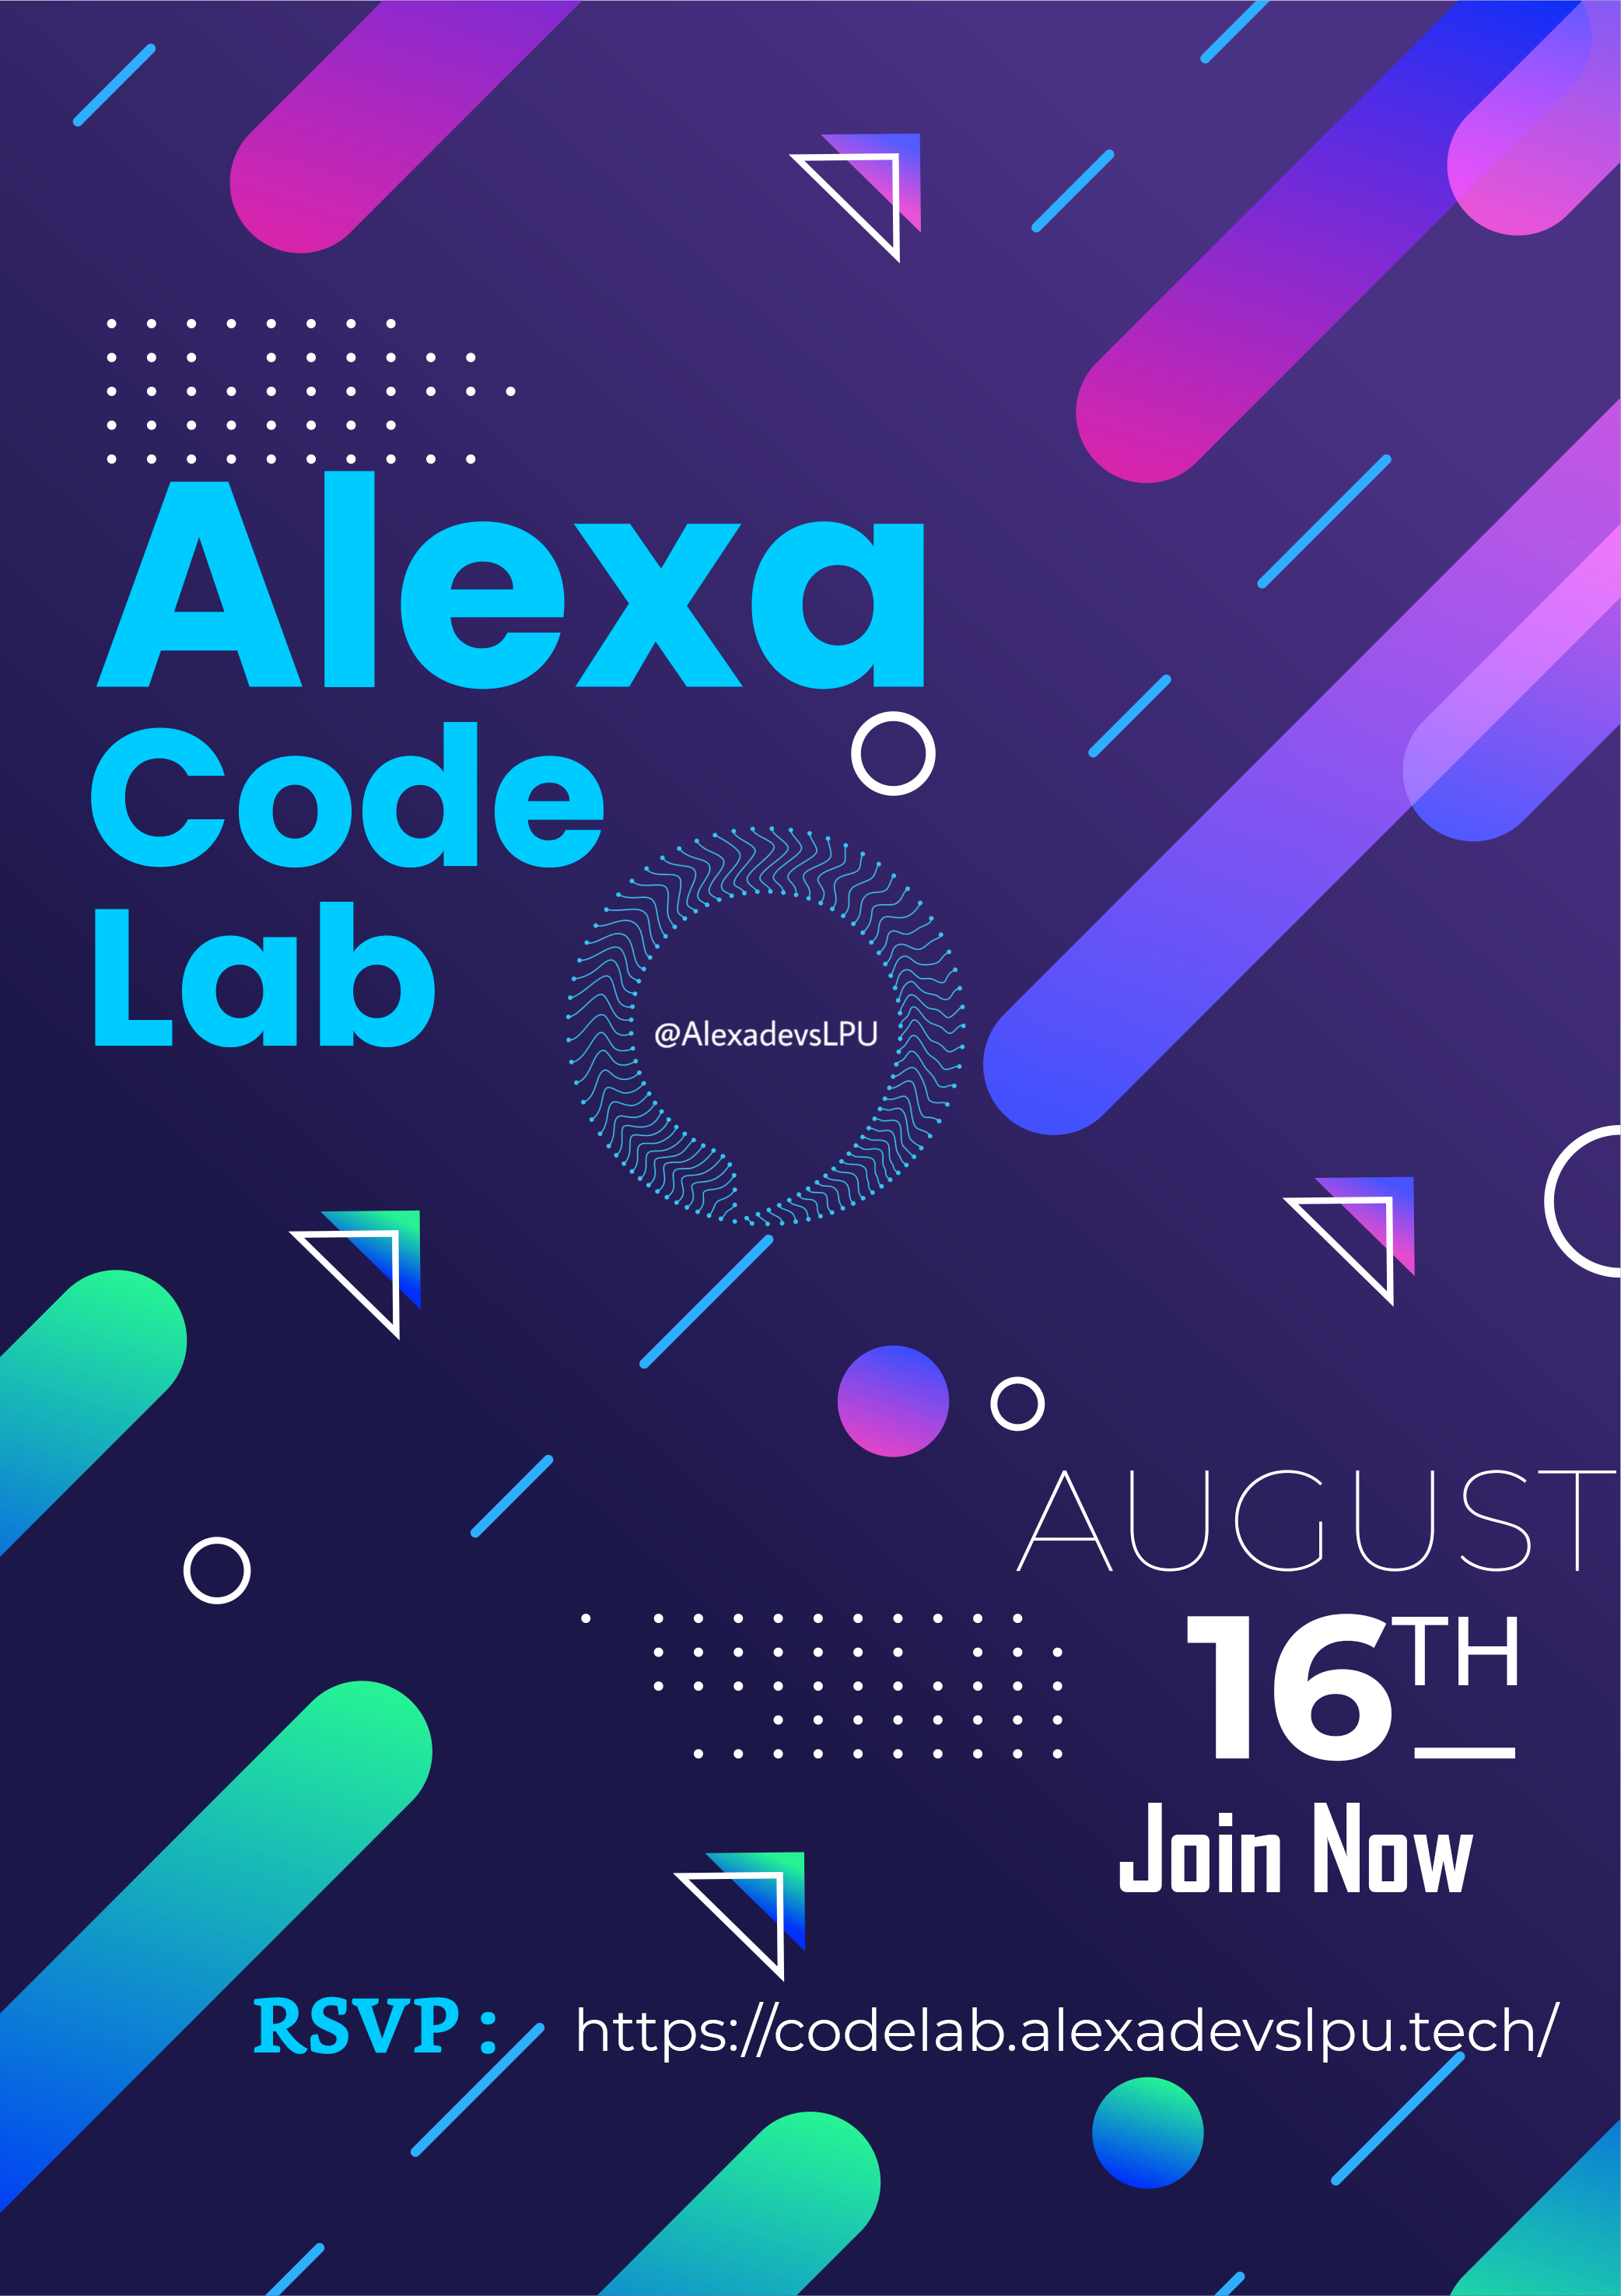 Alexa
Code
Lab
@AlexadevsLPU
AUGUST
16TH
Join Now
RSVP : https://codelab.alexadevslpu.tech/